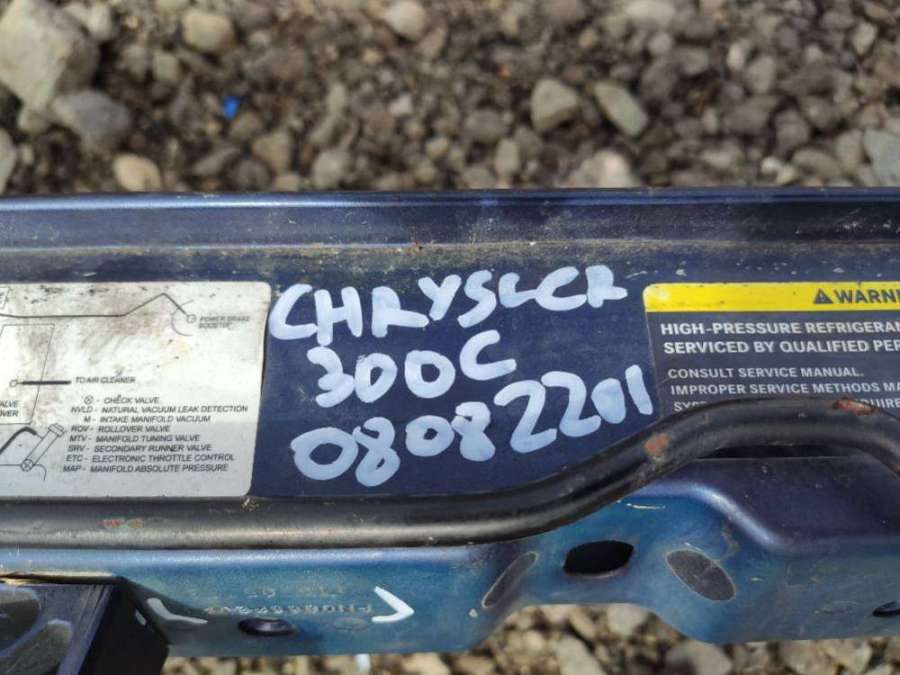 CHRYSLER
300C
08082201
POWER BRAKE
BOOSTER
TO AIR CLEANER
- CHECK VALVE
NVLD - NATURAL VACUUM LEAK DETECTION
M - INTAKE MANIFOLD VACUUM
ROV - ROLLOVER VALVE
MTV - MANIFOLD TUNING VALVE
SRV - SECONDARY RUNNER VALVE
ETC - ELECTRONIC THROTTLE CONTROL
MAP - MANIFOLD ABSOLUTE PRESSURE
WARNI
HIGH-PRESSURE REFRIGERAN
SERVICED BY QUALIFIED PER
CONSULT SERVICE MANUAL.
IMPROPER SERVICE METHODS MA